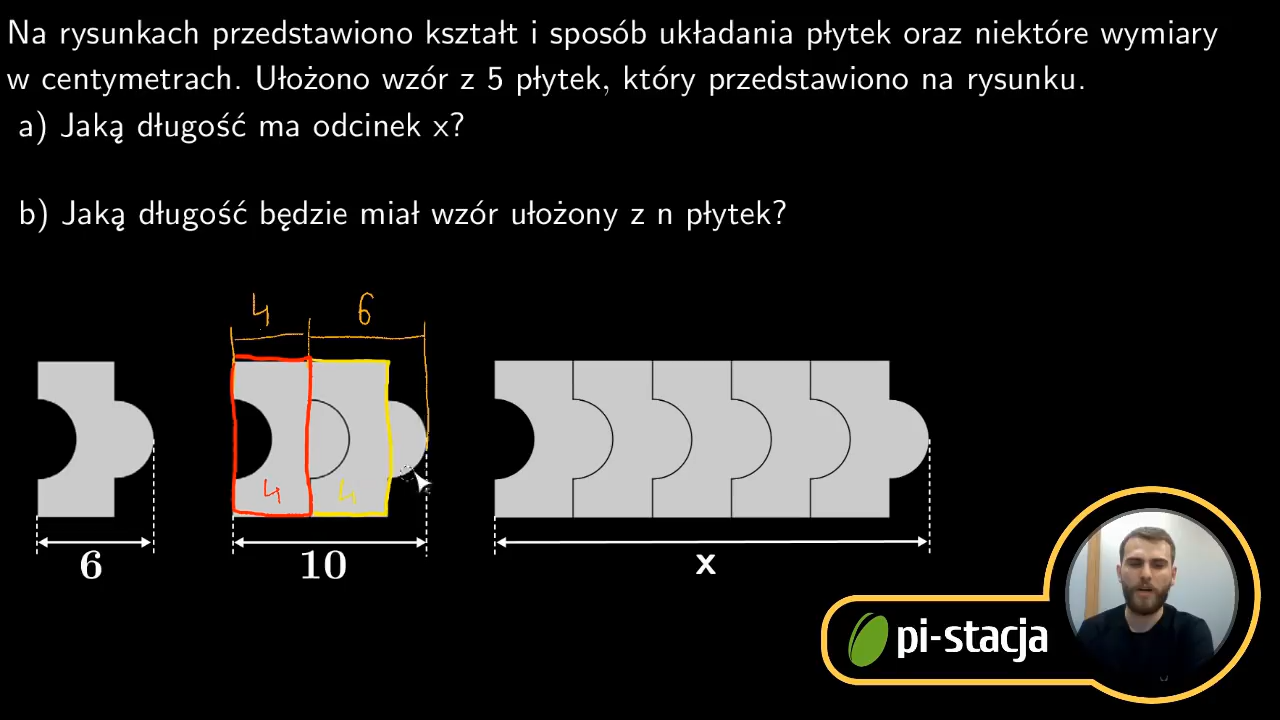 Na rysunkach przedstawiono kształt i sposób układania płytek oraz niektóre wymiary
w centymetrach. Ułożono wzór z 5 płytek, który przedstawiono na rysunku.
a) Jaką długość ma odcinek x?
b) Jaką długość będzie miał wzór ułożony z n płytek?
4 6
4 4
6 10 x
pi-stacja